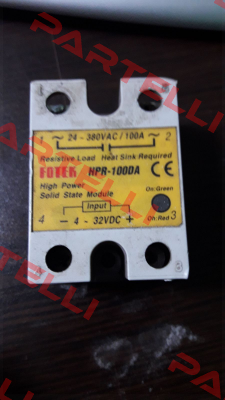 PARTELLI
1 ~ 24-380VAC/100A ~ 2
Resistive Load Heat Sink Required
FOTEK HPR-100DA CE
High Power
Solid State Module
On:Green
Input
Oh:Red
4 − 4-32VDC + 3
PARTELLI
PARTELLI